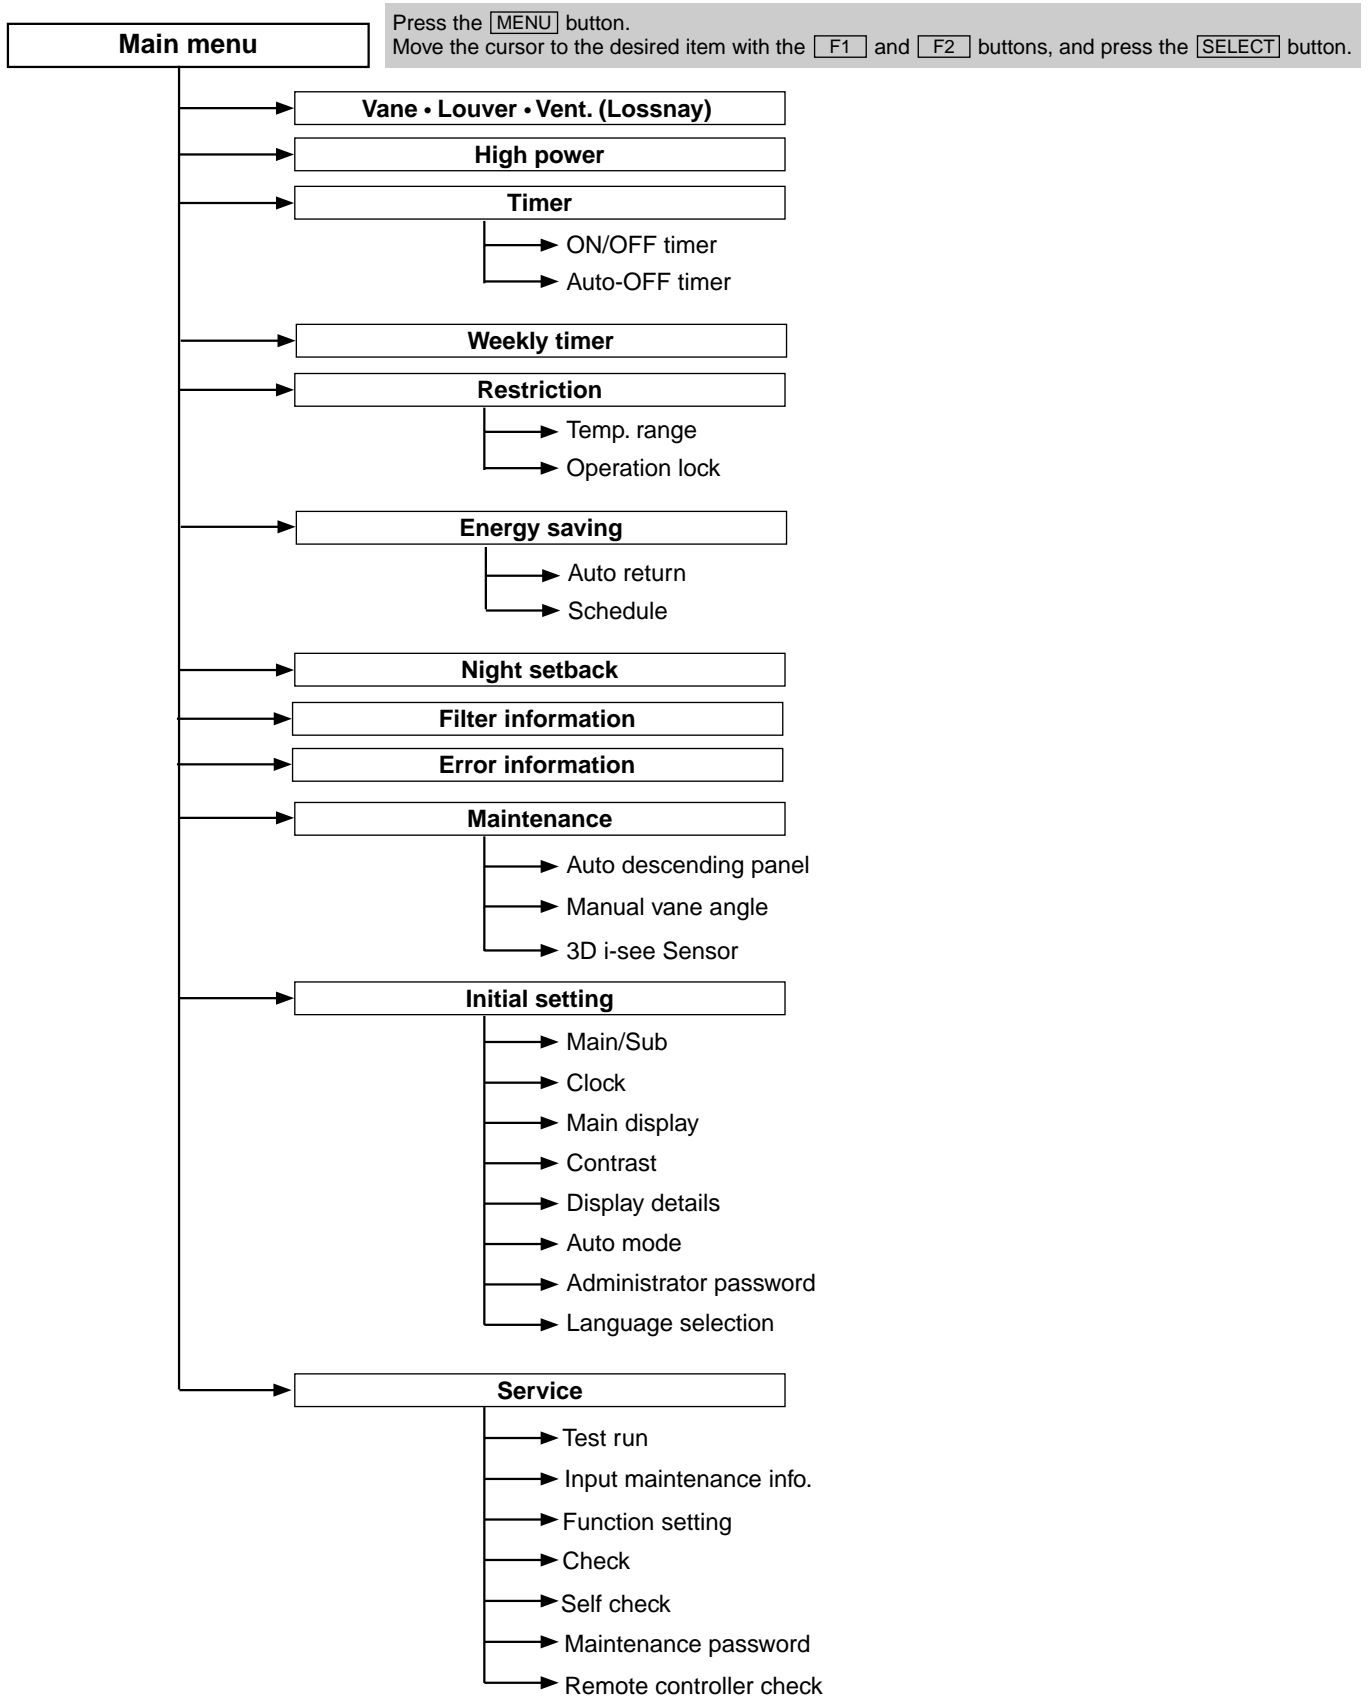 Main menu
Press the MENU button.
Move the cursor to the desired item with the F1 and F2 buttons, and press the SELECT button.
Vane • Louver • Vent. (Lossnay)
High power
Timer
ON/OFF timer
Auto-OFF timer
Weekly timer
Restriction
Temp. range
Operation lock
Energy saving
Auto return
Schedule
Night setback
Filter information
Error information
Maintenance
Auto descending panel
Manual vane angle
3D i-see Sensor
Initial setting
Main/Sub
Clock
Main display
Contrast
Display details
Auto mode
Administrator password
Language selection
Service
Test run
Input maintenance info.
Function setting
Check
Self check
Maintenance password
Remote controller check